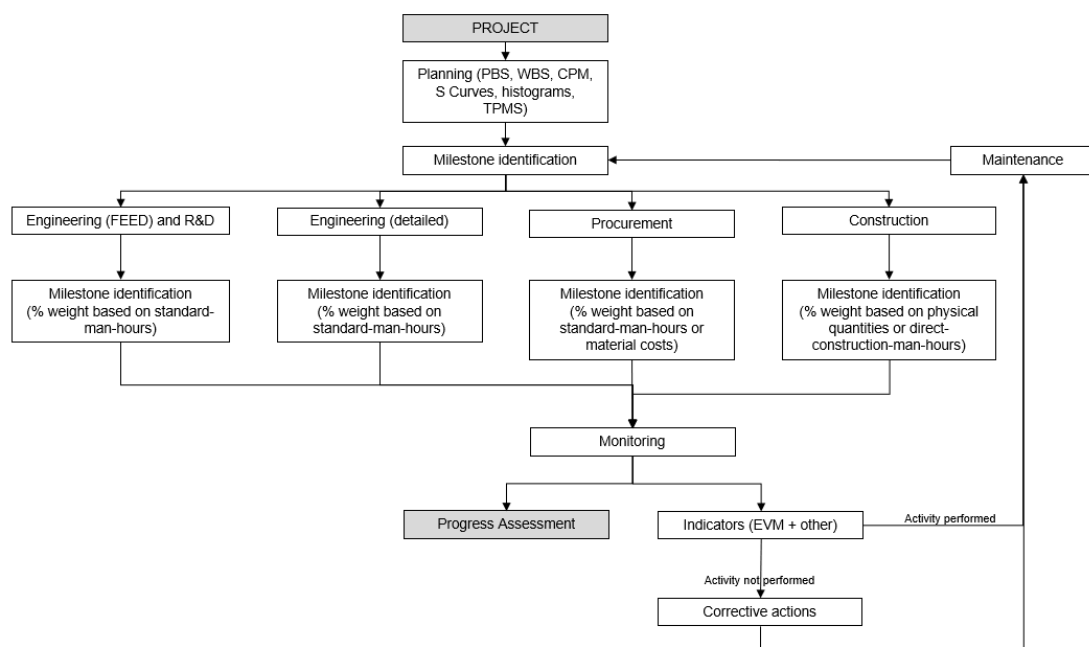 PROJECT
Planning (PBS, WBS, CPM,
S Curves, histograms,
TPMS)
Milestone identification
Maintenance
Engineering (FEED) and R&D
Engineering (detailed)
Procurement
Construction
Milestone identification
(% weight based on standard-
man-hours)
Milestone identification
(% weight based on
standard-man-hours)
Milestone identification
(% weight based on
standard-man-hours or
material costs)
Milestone identification
(% weight based on physical
quantities or direct-
construction-man-hours)
Monitoring
Progress Assessment
Indicators (EVM + other)
Activity performed
Activity not performed
Corrective actions